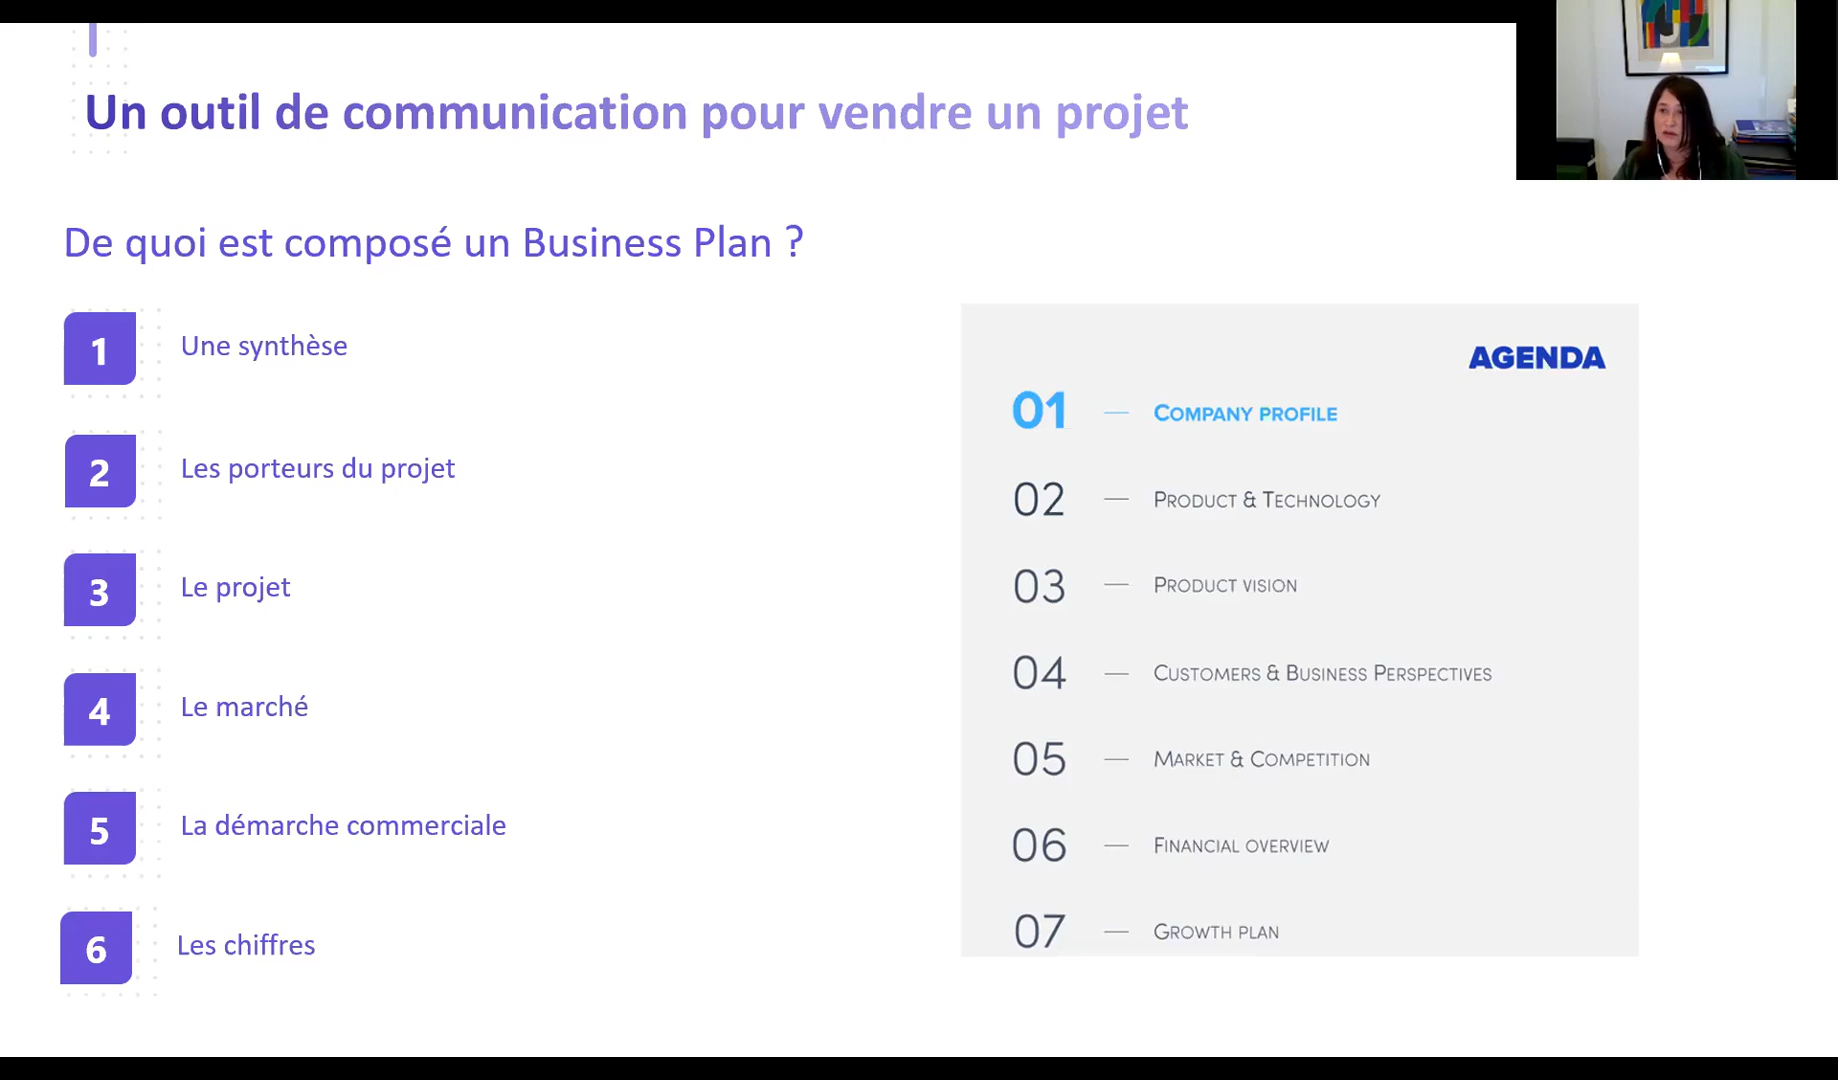 Un outil de communication pour vendre un projet
De quoi est composé un Business Plan ?
1 Une synthèse
2 Les porteurs du projet
3 Le projet
4 Le marché
5 La démarche commerciale
6 Les chiffres
AGENDA
01 — COMPANY PROFILE
02 — PRODUCT & TECHNOLOGY
03 — PRODUCT VISION
04 — CUSTOMERS & BUSINESS PERSPECTIVES
05 — MARKET & COMPETITION
06 — FINANCIAL OVERVIEW
07 — GROWTH PLAN